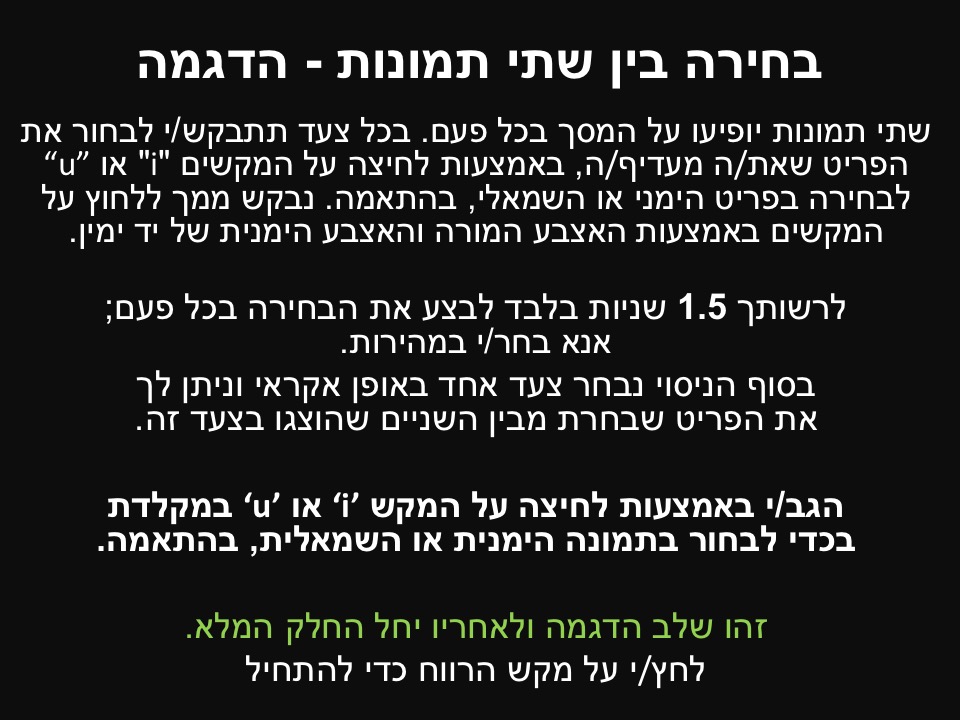 בחירה בין שתי תמונות - הדגמה
שתי תמונות יופיעו על המסך בכל פעם. בכל צעד תתבקש/י לבחור את
הפריט שאת/ה מעדיף/ה, באמצעות לחיצה על המקשים "i" או “u”
לבחירה בפריט הימני או השמאלי, בהתאמה. נבקש ממך ללחוץ על
המקשים באמצעות האצבע המורה והאצבע הימנית של יד ימין.
לרשותך 1.5 שניות בלבד לבצע את הבחירה בכל פעם;
אנא בחר/י במהירות.
בסוף הניסוי נבחר צעד אחד באופן אקראי וניתן לך
את הפריט שבחרת מבין השניים שהוצגו בצעד זה.
הגב/י באמצעות לחיצה על המקש ‘i’ או ‘u’ במקלדת
בכדי לבחור בתמונה הימנית או השמאלית, בהתאמה.
זהו שלב הדגמה ולאחריו יחל החלק המלא.
לחץ/י על מקש הרווח כדי להתחיל